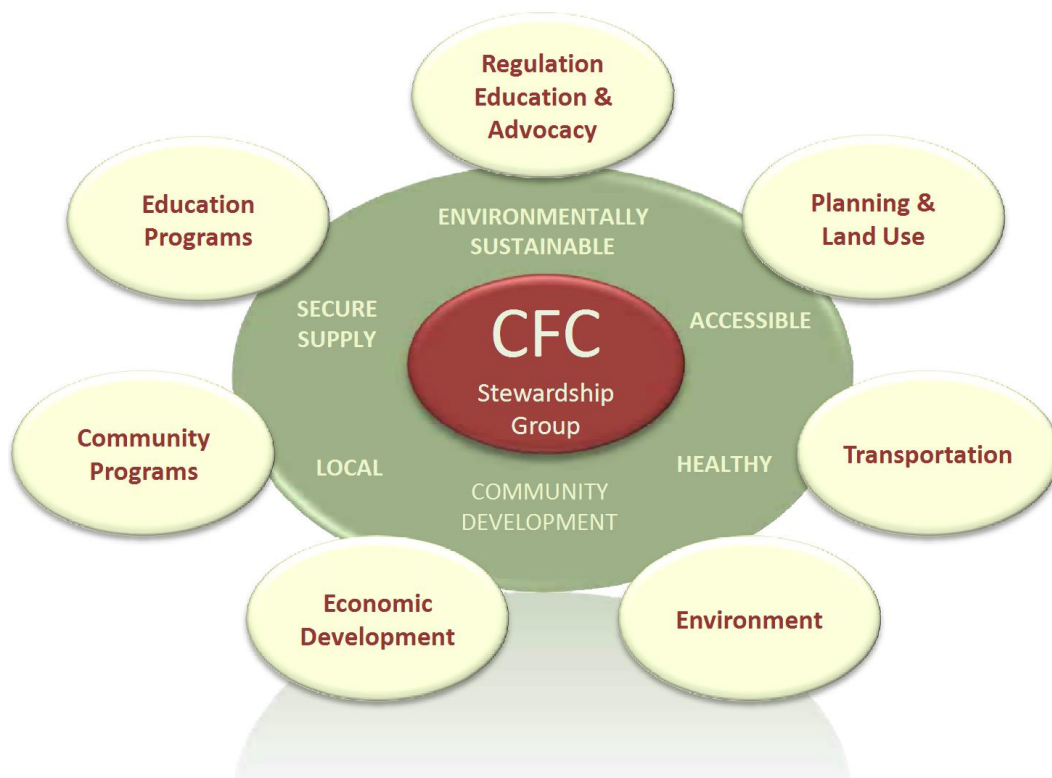 Regulation
Education &
Advocacy
Education
Programs
Planning &
Land Use
ENVIRONMENTALLY
SUSTAINABLE
SECURE
SUPPLY
ACCESSIBLE
CFC
Stewardship
Group
Community
Programs
LOCAL
HEALTHY
Transportation
COMMUNITY
DEVELOPMENT
Economic
Development
Environment